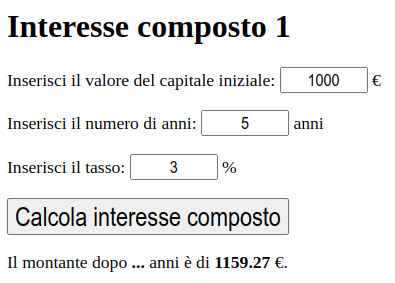 Interesse composto 1
Inserisci il valore del capitale iniziale: 1000 €
Inserisci il numero di anni: 5 anni
Inserisci il tasso: 3 %
Calcola interesse composto
Il montante dopo ... anni è di 1159.27 €.